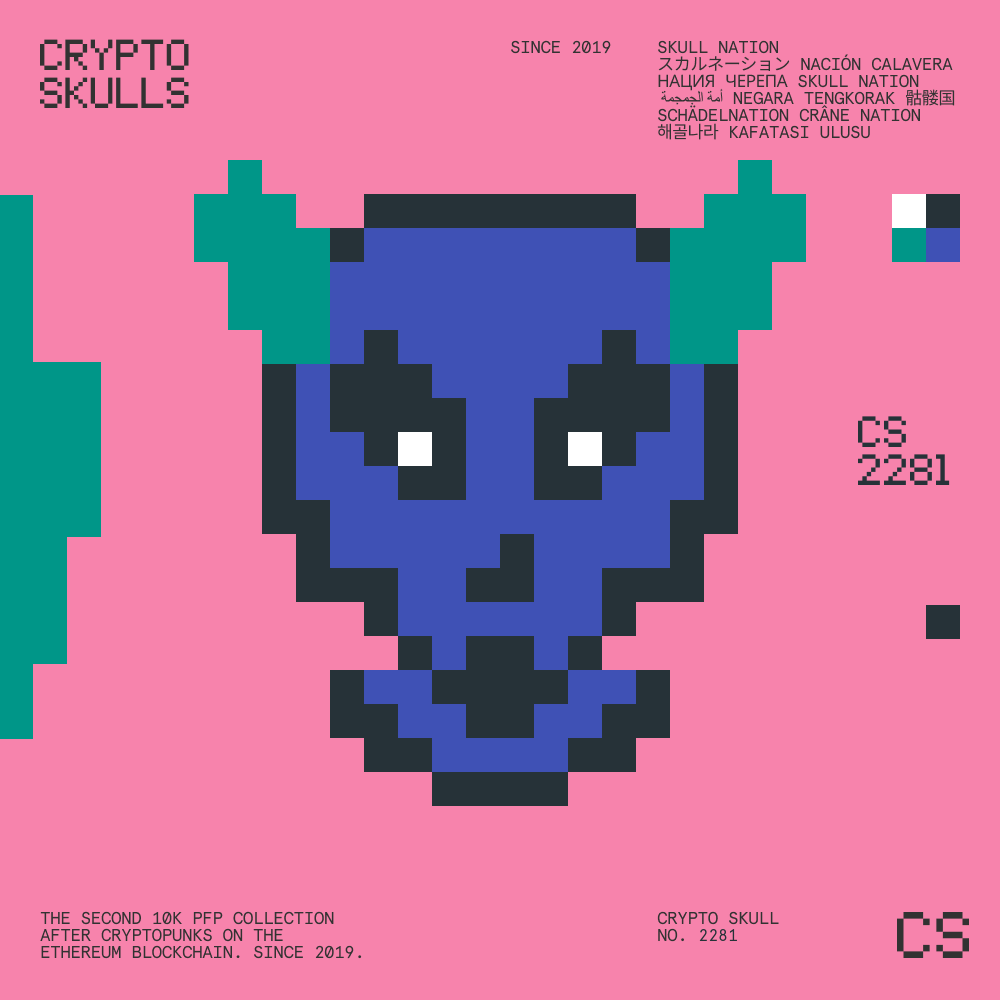 CRYPTO
SKULLS
SINCE 2019
SKULL NATION
スカルネーション NACIÓN CALAVERA
НАЦИЯ ЧЕРЕПА SKULL NATION
أمة الجمجمة NEGARA TENGKORAK 骷髅国
SCHÄDELNATION CRÂNE NATION
해골나라 KAFATASI ULUSU
CS
2281
THE SECOND 10K PFP COLLECTION
AFTER CRYPTOPUNKS ON THE
ETHEREUM BLOCKCHAIN. SINCE 2019.
CRYPTO SKULL
NO. 2281
CS